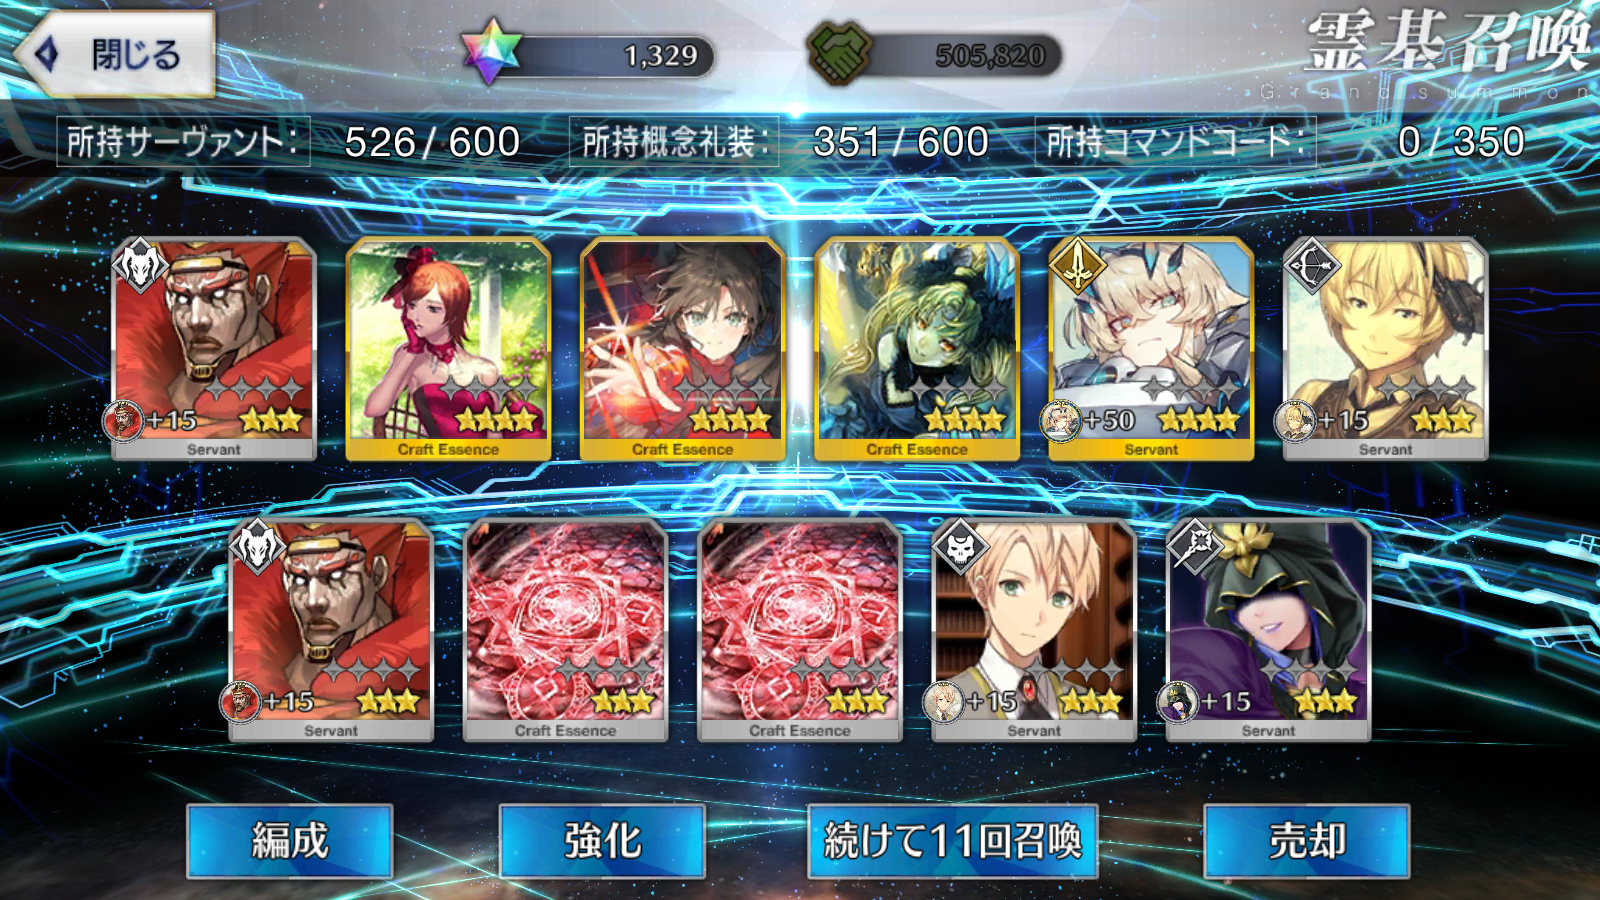 閉じる
1,329
505,820
霊基召喚
Grand summon
所持サーヴァント: 526 / 600
所持概念礼装: 351 / 600
所持コマンドコード: 0 / 350
+15
Servant
Craft Essence
Craft Essence
Craft Essence
+50
Servant
+15
Servant
+15
Servant
Craft Essence
Craft Essence
+15
Servant
+15
Servant
編成
強化
続けて11回召喚
売却